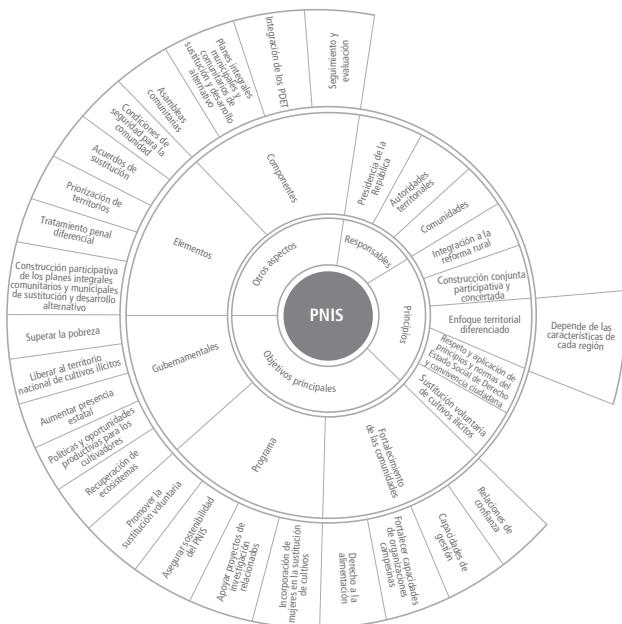 PNIS
Otros aspectos
Responsables
Principios
Objetivos principales
Elementos
Componentes
Presidencia de la
República
Autoridades
territoriales
Comunidades
Integración a la
reforma rural
Construcción conjunta
participativa y
concertada
Enfoque territorial
diferenciado
Respeto y aplicación de
principios y normas del
Estado Social de Derecho
y convivencia ciudadana
Sustitución voluntaria
de cultivos ilícitos
Fortalecimiento
de las comunidades
Programa
Gubernamentales
Construcción participativa
de los planes integrales
comunitarios y municipales
de sustitución y desarrollo
alternativo
Tratamiento penal
diferencial
Priorización de
territorios
Acuerdos de
sustitución
Condiciones de
seguridad para la
comunidad
Asambleas
comunitarias
Planes integrales
municipales y
comunitarios de
sustitución y desarrollo
alternativo
Integración de los PDET
Seguimiento y
evaluación
Depende de las
características de
cada región
Relaciones de
confianza
Capacidades de
gestión
Fortalecer capacidades
de organizaciones
campesinas
Derecho a la
alimentación
Incorporación de
mujeres en la sustitución
de cultivos
Apoyar proyectos de
investigación
relacionados
Asegurar sostenibilidad
del PNIS
Promover la
sustitución voluntaria
Recuperación de
ecosistemas
Políticas y oportunidades
productivas para los
cultivadores
Aumentar presencia
estatal
Liberar al territorio
nacional de cultivos ilícitos
Superar la pobreza